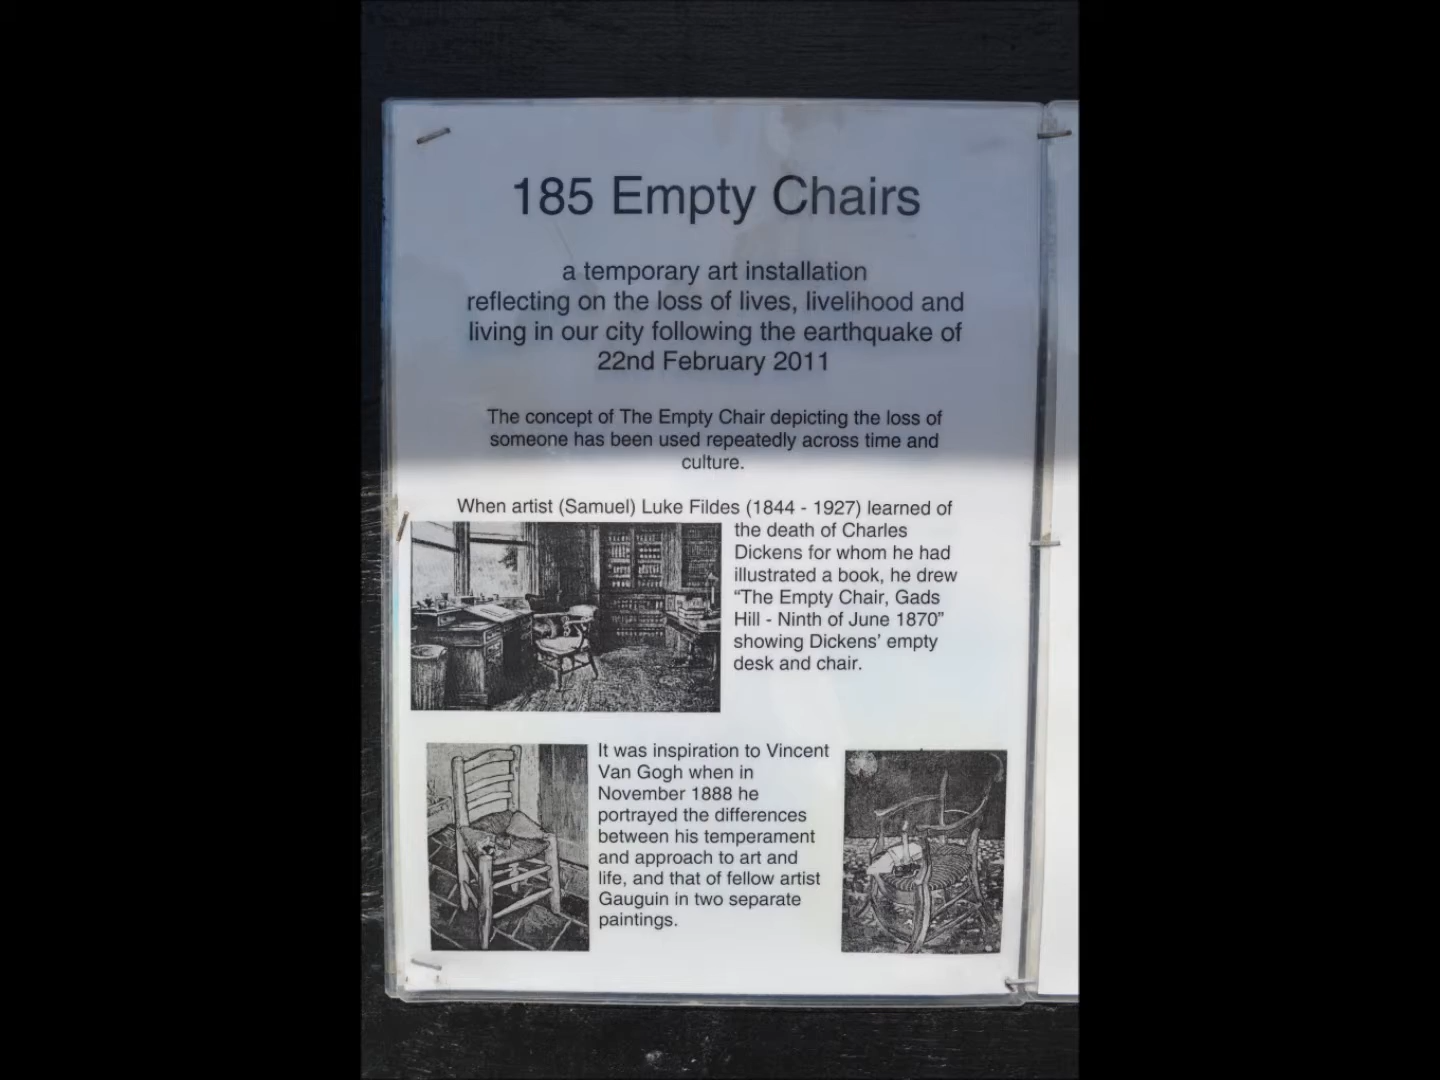 185 Empty Chairs
a temporary art installation
reflecting on the loss of lives, livelihood and
living in our city following the earthquake of
22nd February 2011
The concept of The Empty Chair depicting the loss of
someone has been used repeatedly across time and
culture.
When artist (Samuel) Luke Fildes (1844 - 1927) learned of
the death of Charles
Dickens for whom he had
illustrated a book, he drew
“The Empty Chair, Gads
Hill - Ninth of June 1870”
showing Dickens’ empty
desk and chair.
It was inspiration to Vincent
Van Gogh when in
November 1888 he
portrayed the differences
between his temperament
and approach to art and
life, and that of fellow artist
Gauguin in two separate
paintings.